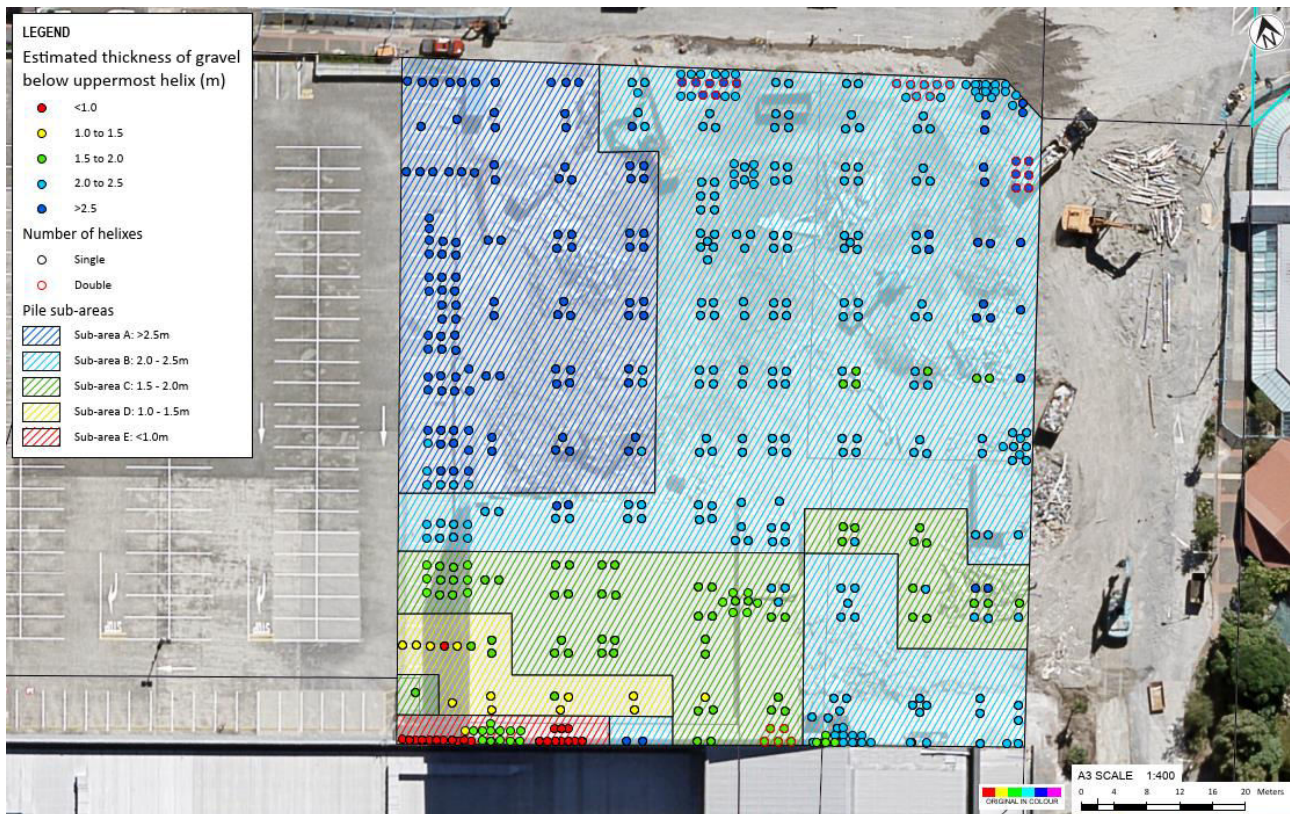 LEGEND
Estimated thickness of gravel
below uppermost helix (m)
<1.0
1.0 to 1.5
1.5 to 2.0
2.0 to 2.5
>2.5
Number of helixes
Single
Double
Pile sub-areas
Sub-area A: >2.5m
Sub-area B: 2.0 - 2.5m
Sub-area C: 1.5 - 2.0m
Sub-area D: 1.0 - 1.5m
Sub-area E: <1.0m
N
A3 SCALE 1:400
0 4 8 12 16 20 Meters
ORIGINAL IN COLOUR